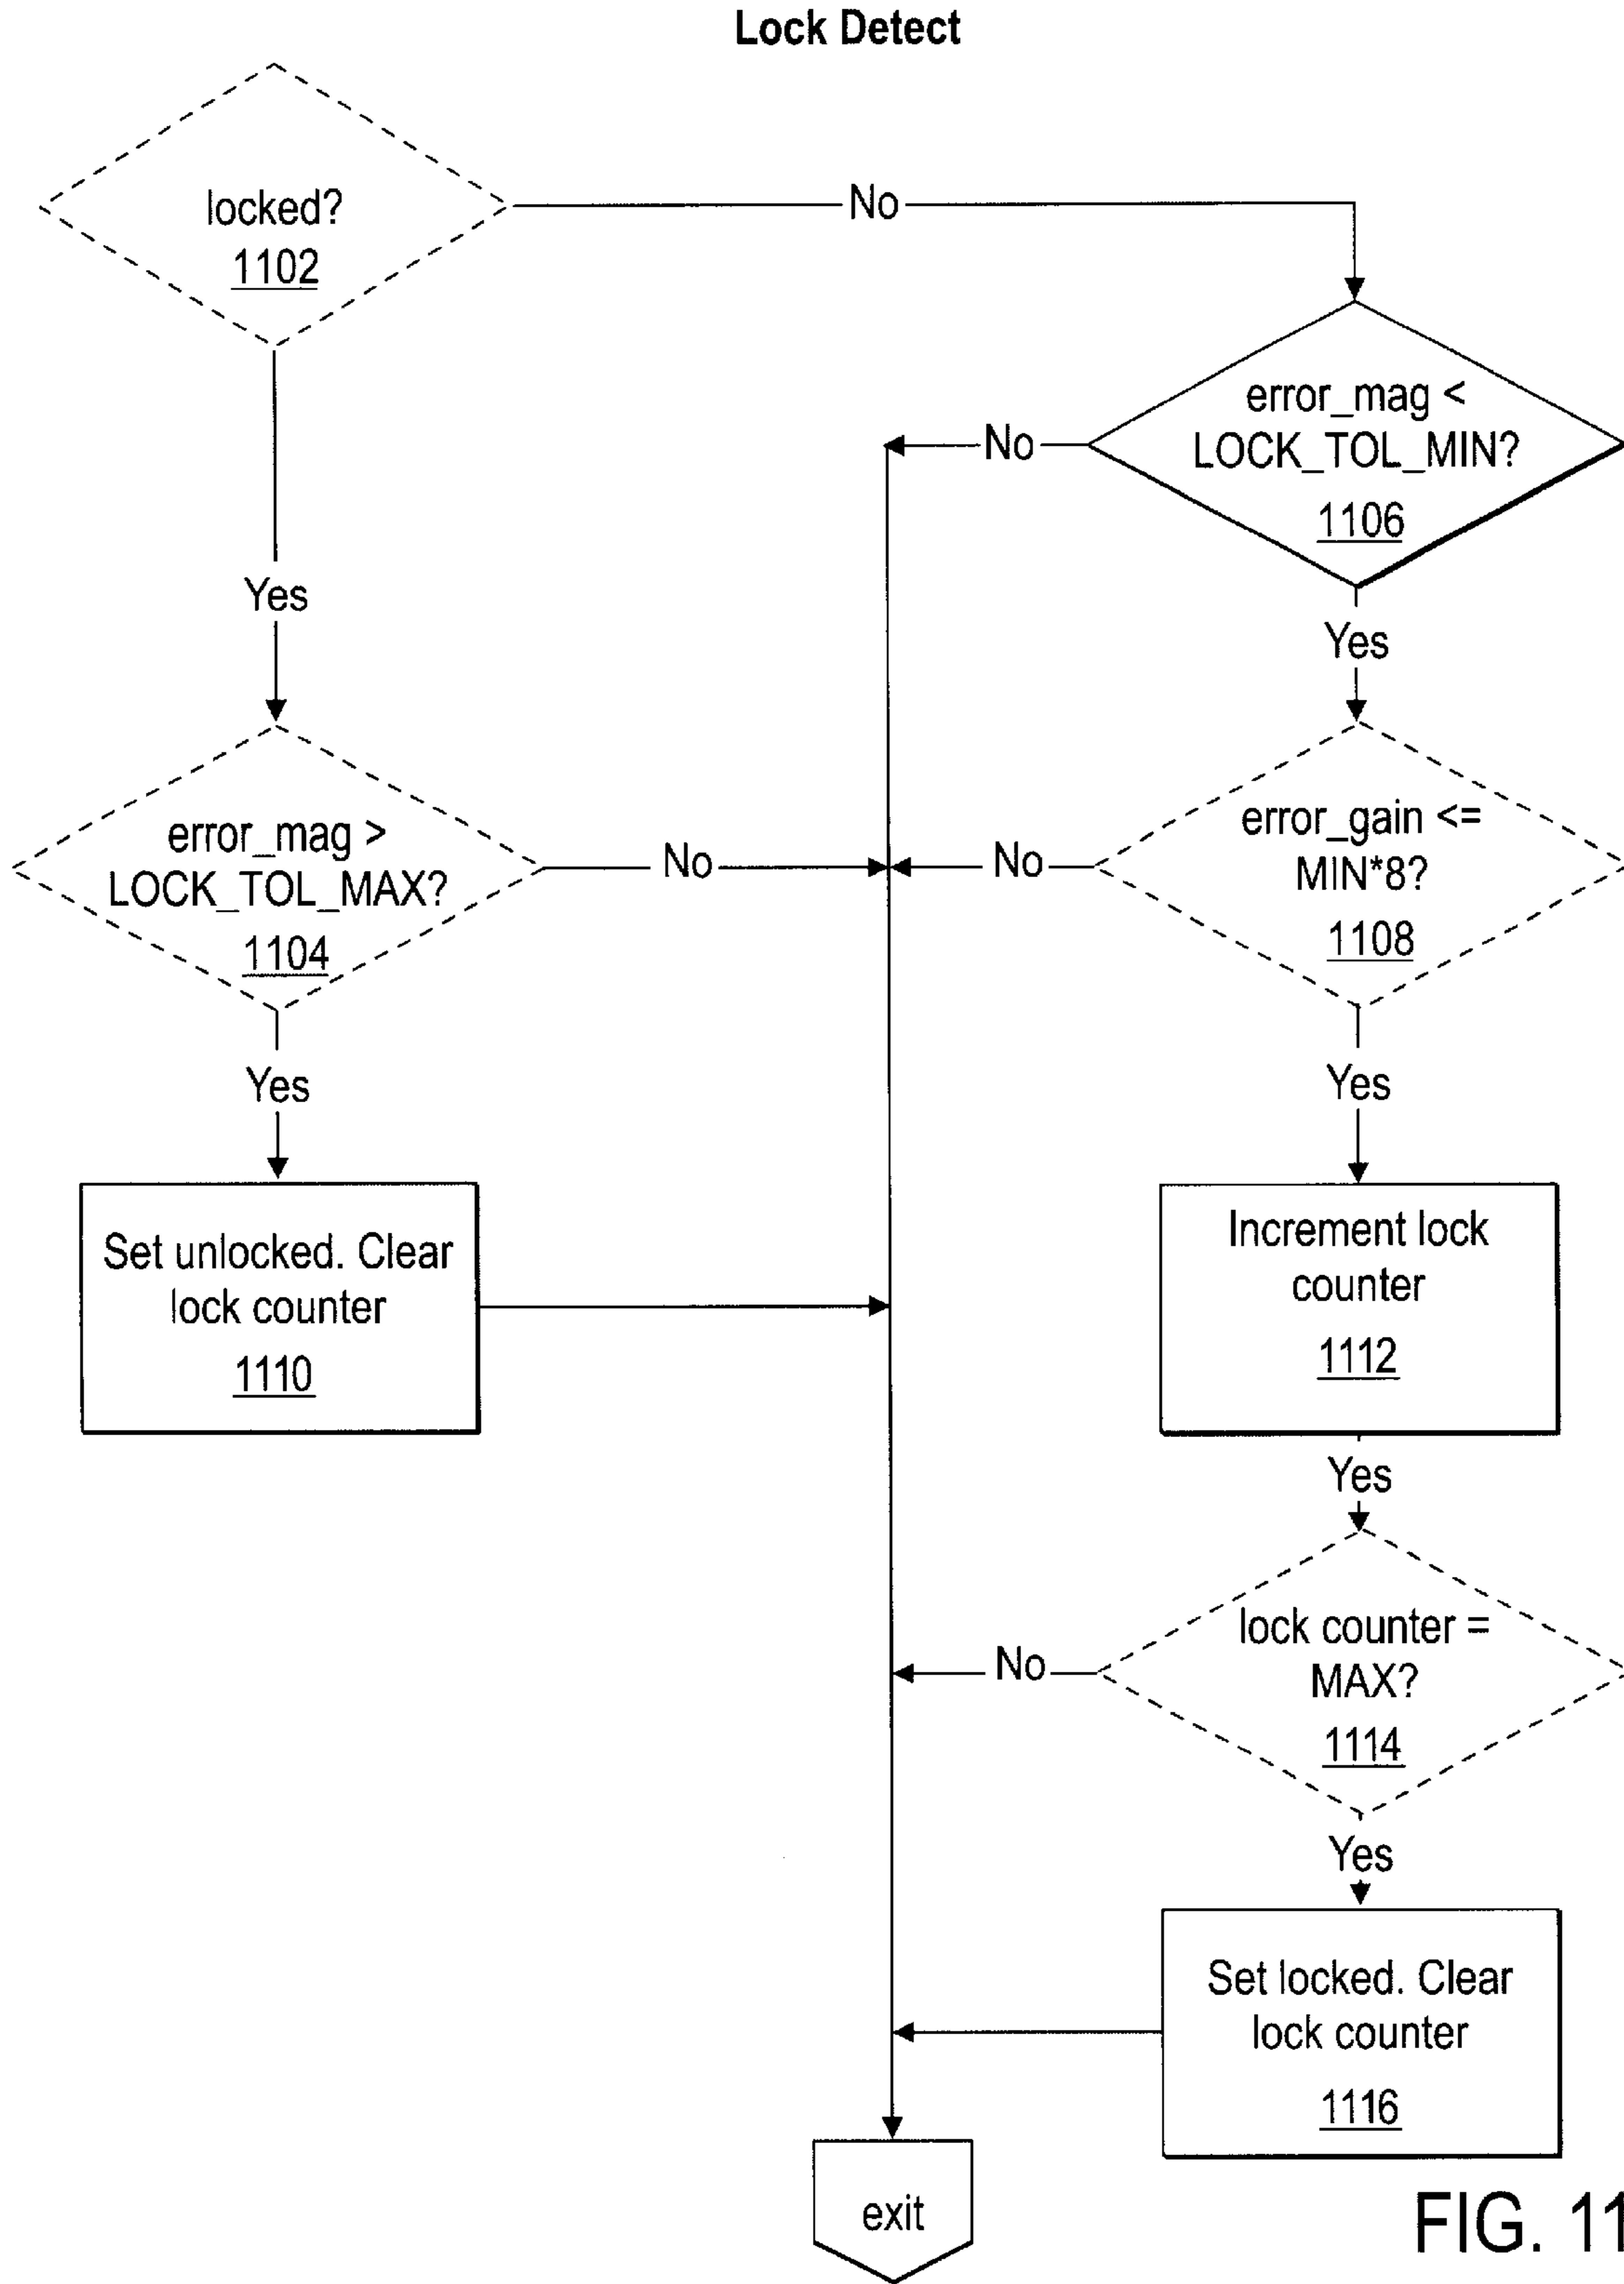 Lock Detect
locked?
1102
No
error_mag <
LOCK_TOL_MIN?
1106
No
Yes
Yes
error_mag >
LOCK_TOL_MAX?
1104
No
No
error_gain <=
MIN*8?
1108
Yes
Yes
Set unlocked. Clear
lock counter
1110
Increment lock
counter
1112
Yes
lock counter =
MAX?
1114
No
Yes
Set locked. Clear
lock counter
1116
exit
FIG. 11